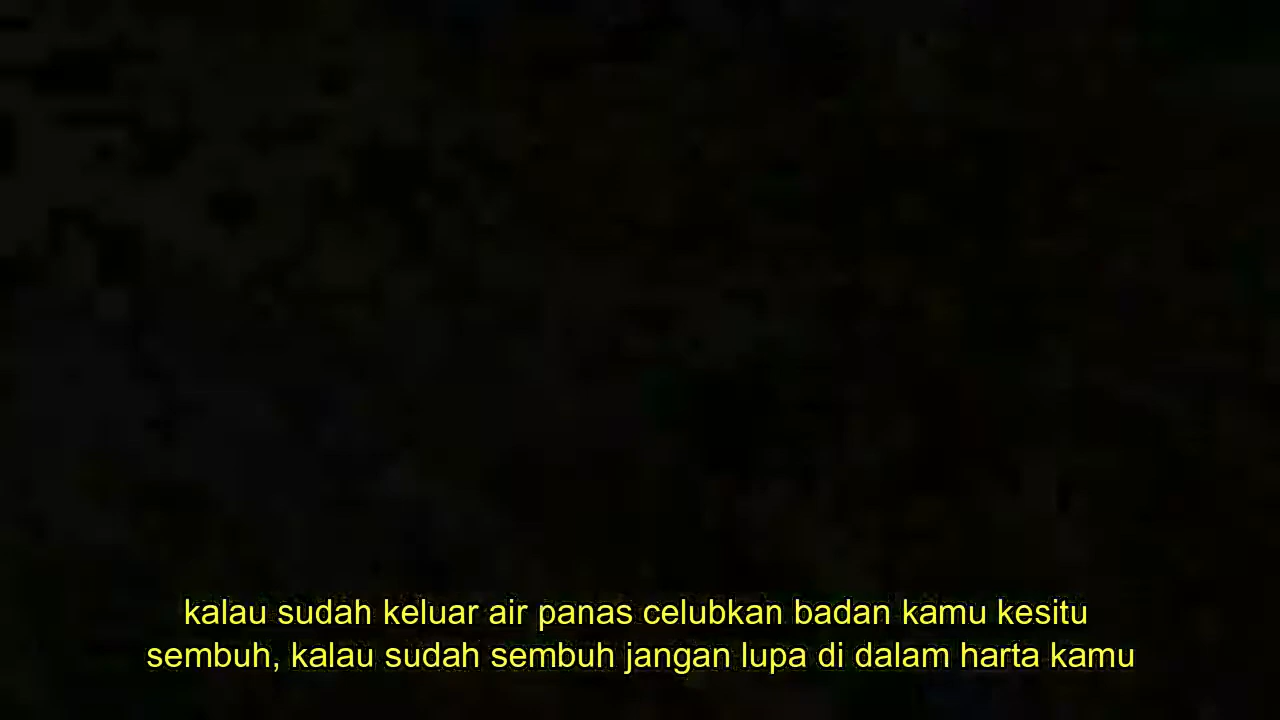 kalau sudah keluar air panas celubkan badan kamu kesitu
sembuh, kalau sudah sembuh jangan lupa di dalam harta kamu